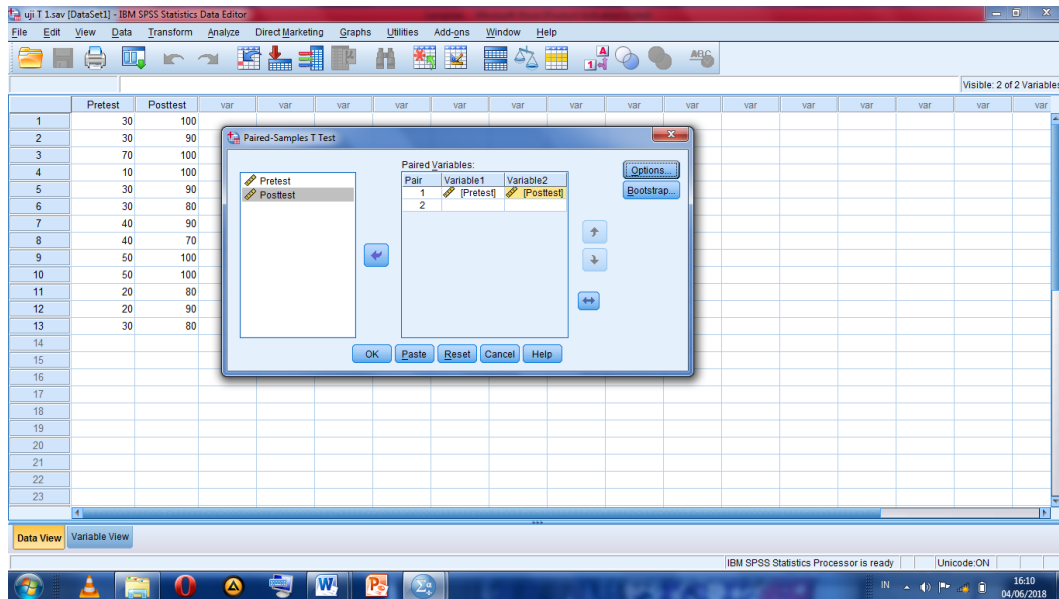 uji T 1.sav [DataSet1] - IBM SPSS Statistics Data Editor
File Edit View Data Transform Analyze Direct Marketing Graphs Utilities Add-ons Window Help
Visible: 2 of 2 Variables
Pretest Posttest var var var var var var var var var var var var var var
1 30 100
2 30 90
3 70 100
4 10 100
5 30 90
6 30 80
7 40 90
8 40 70
9 50 100
10 50 100
11 20 80
12 20 90
13 30 80
14
15
16
17
18
19
20
21
22
23
Paired-Samples T Test
Pretest
Posttest
Paired Variables:
Pair Variable1 Variable2
1 [Pretest] [Posttest]
2
Options...
Bootstrap...
OK Paste Reset Cancel Help
Data View Variable View
IBM SPSS Statistics Processor is ready Unicode:ON
IN 16:10
04/06/2018